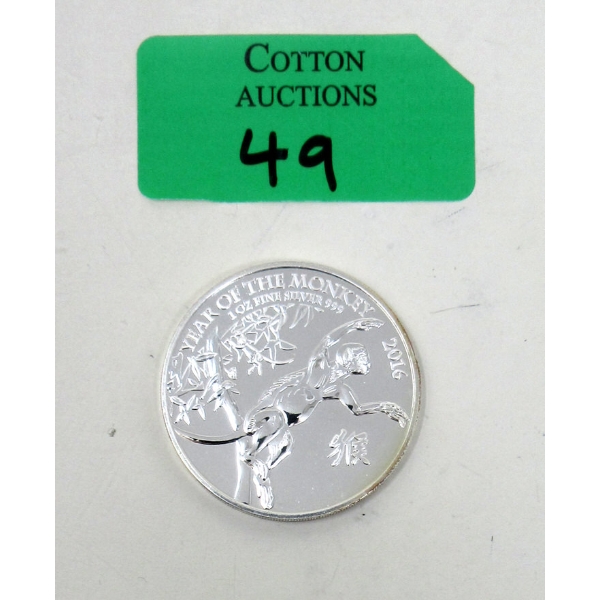 COTTON
AUCTIONS
49
YEAR OF THE MONKEY 2016
1 OZ FINE SILVER 999
猴